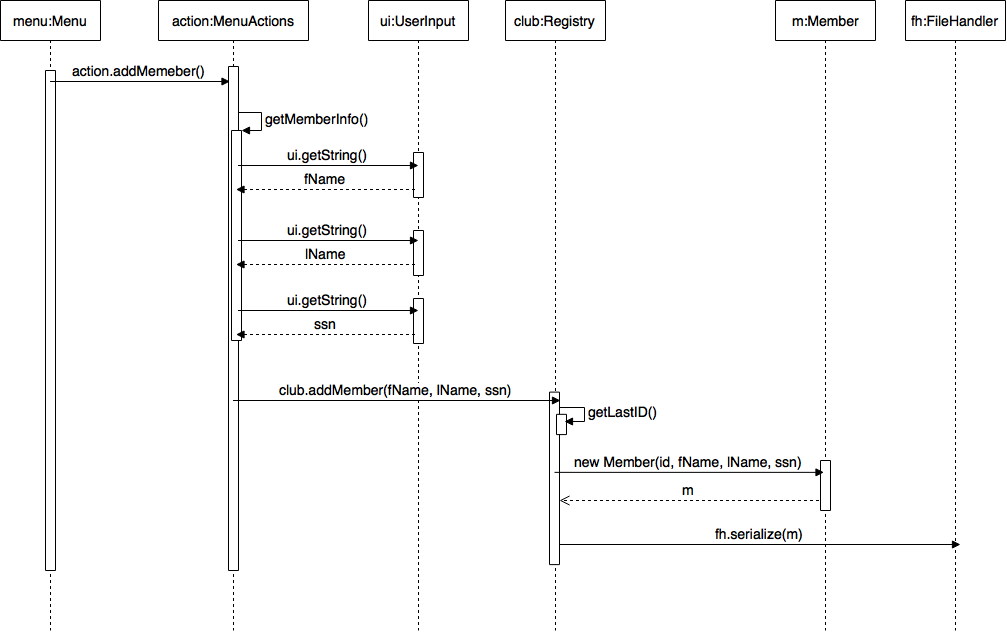 menu:Menu
action:MenuActions
ui:UserInput
club:Registry
m:Member
fh:FileHandler
action.addMemeber()
getMemberInfo()
ui.getString()
fName
ui.getString()
lName
ui.getString()
ssn
club.addMember(fName, lName, ssn)
getLastID()
new Member(id, fName, lName, ssn)
m
fh.serialize(m)